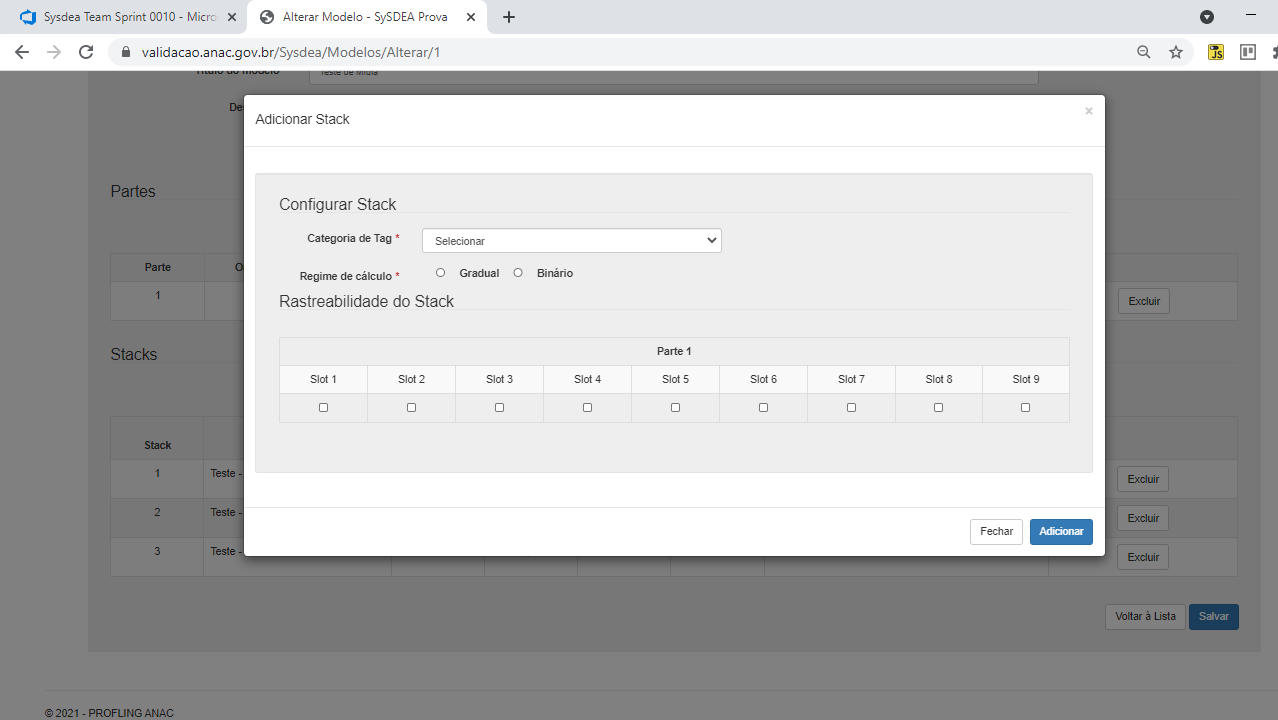 Sysdea Team Sprint 0010 - Micro
Alterar Modelo - SySDEA Prova
validacao.anac.gov.br/Sysdea/Modelos/Alterar/1
JS
Título do modelo
Teste de Mídia
Adicionar Stack
×
Configurar Stack
Categoria de Tag *
Selecionar
Regime de cálculo *
Gradual
Binário
Rastreabilidade do Stack
Parte 1
Slot 1 Slot 2 Slot 3 Slot 4 Slot 5 Slot 6 Slot 7 Slot 8 Slot 9
Fechar
Adicionar
Partes
Parte
1
Excluir
Stacks
Stack
1 Teste - Excluir
2 Teste - Excluir
3 Teste - Excluir
Voltar à Lista
Salvar
© 2021 - PROFLING ANAC